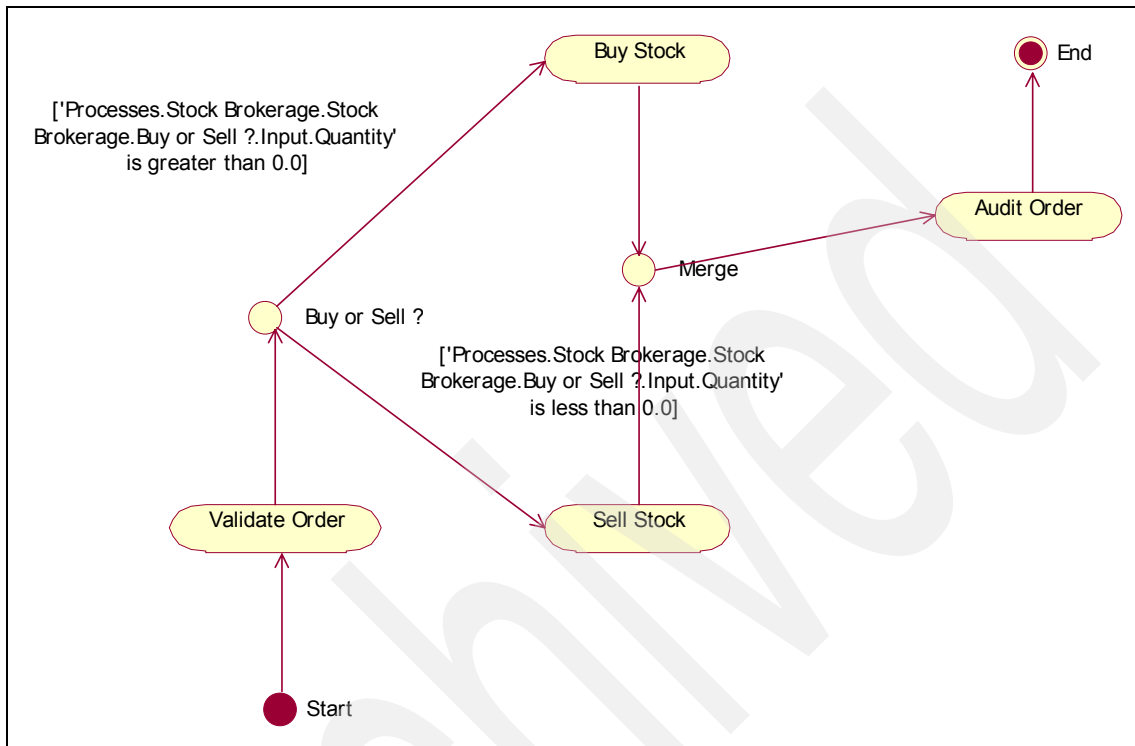 Buy Stock
End
['Processes.Stock Brokerage.Stock
Brokerage.Buy or Sell ?.Input.Quantity'
is greater than 0.0]
Audit Order
Merge
Buy or Sell ?
['Processes.Stock Brokerage.Stock
Brokerage.Buy or Sell ?.Input.Quantity'
is less than 0.0]
Validate Order
Sell Stock
Start
hived